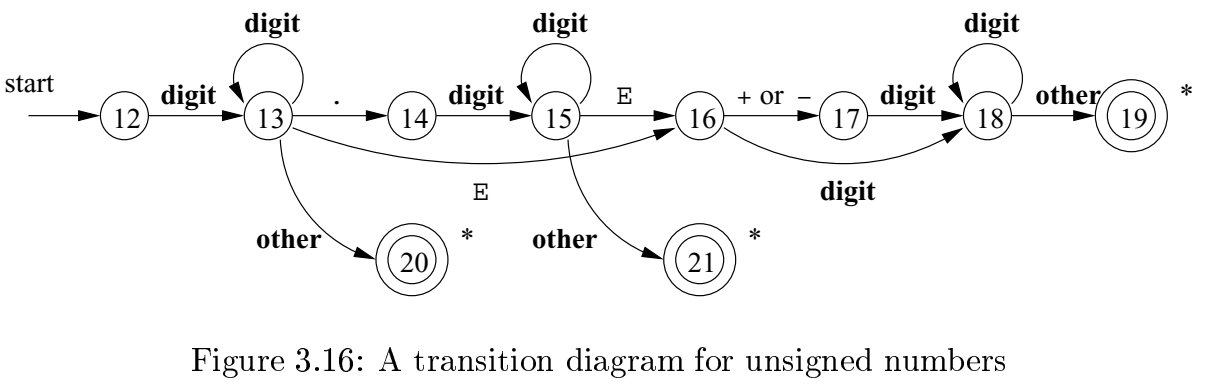 digit digit digit
start digit . digit E + or − digit other *
12 13 14 15 16 17 18 19
E digit
other * other *
20 21
Figure 3.16: A transition diagram for unsigned numbers